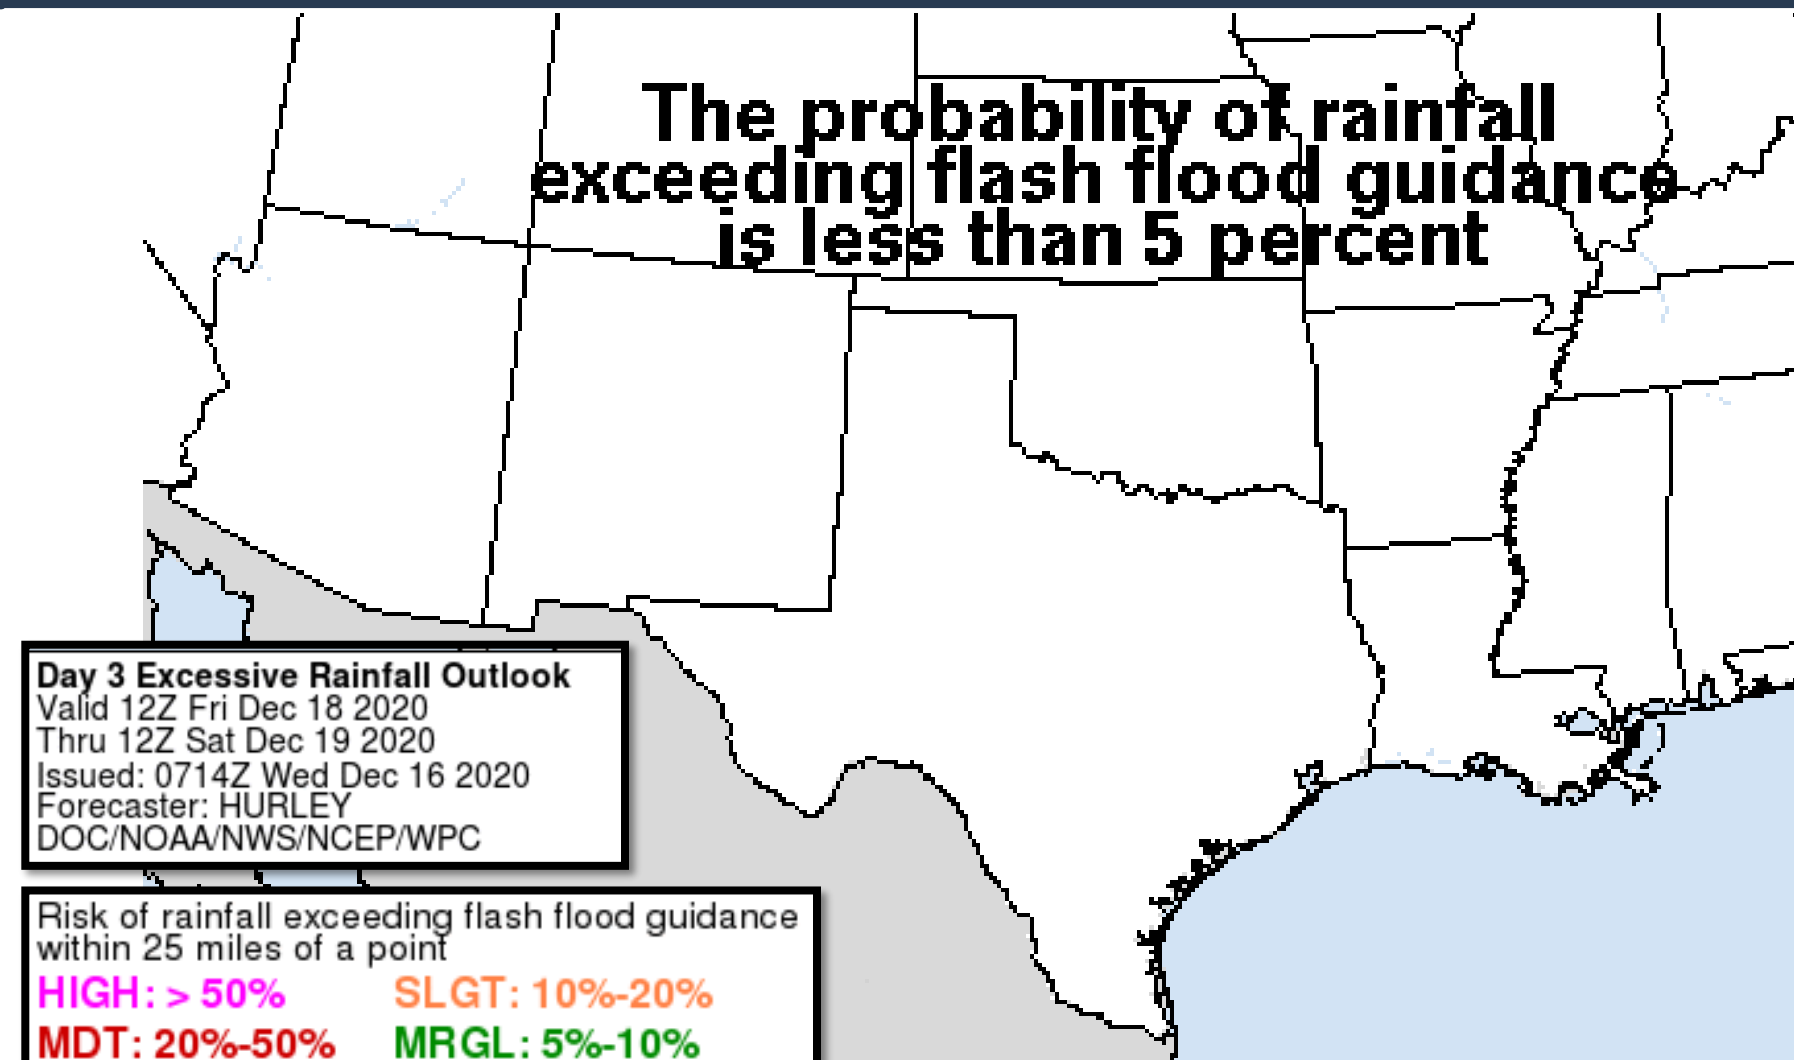 The probability of rainfall
exceeding flash flood guidance
is less than 5 percent
Day 3 Excessive Rainfall Outlook
Valid 12Z Fri Dec 18 2020
Thru 12Z Sat Dec 19 2020
Issued: 0714Z Wed Dec 16 2020
Forecaster: HURLEY
DOC/NOAA/NWS/NCEP/WPC
Risk of rainfall exceeding flash flood guidance
within 25 miles of a point
HIGH: > 50% SLGT: 10%-20%
MDT: 20%-50% MRGL: 5%-10%